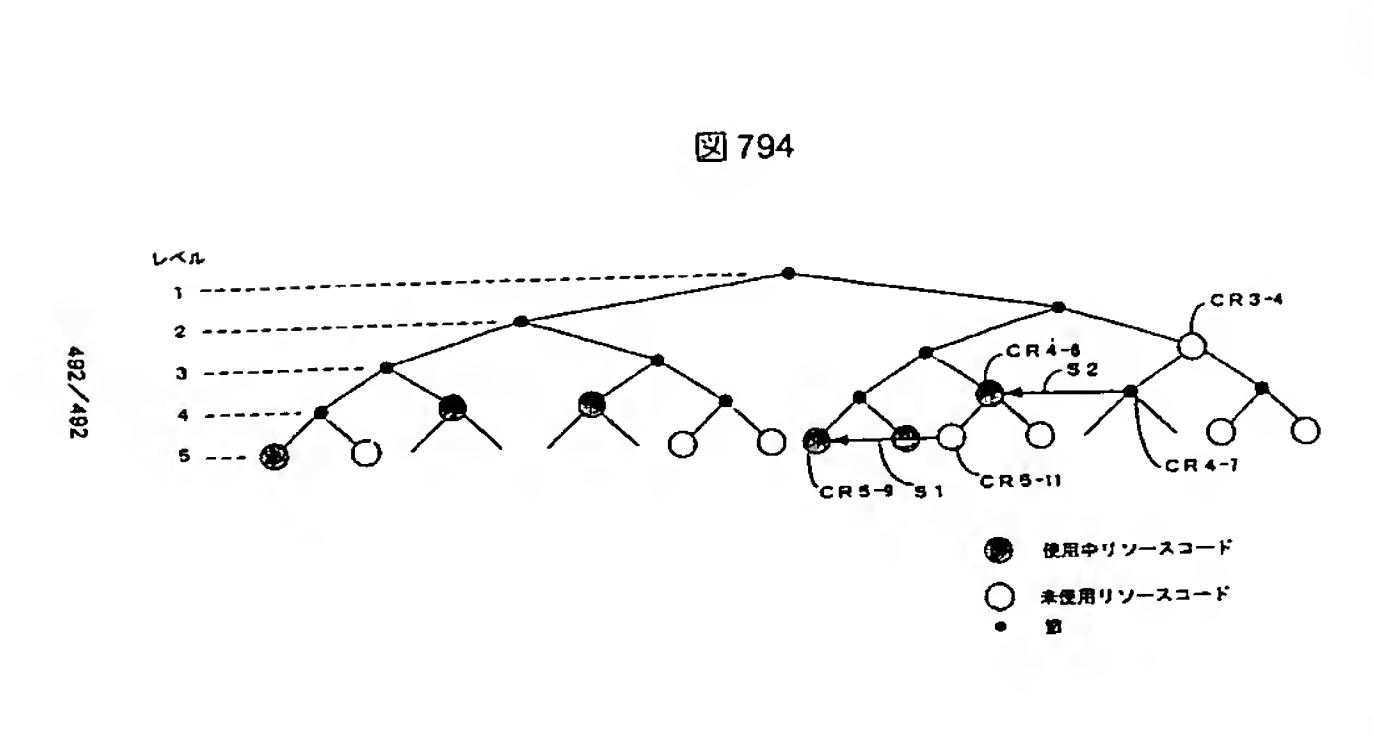 図794
レベル
1
2
3
4
5
CR3-4
CR4-6
S2
CR4-7
CR5-9
S1
CR5-11
使用中リソースコード
未使用リソースコード
節
492/492